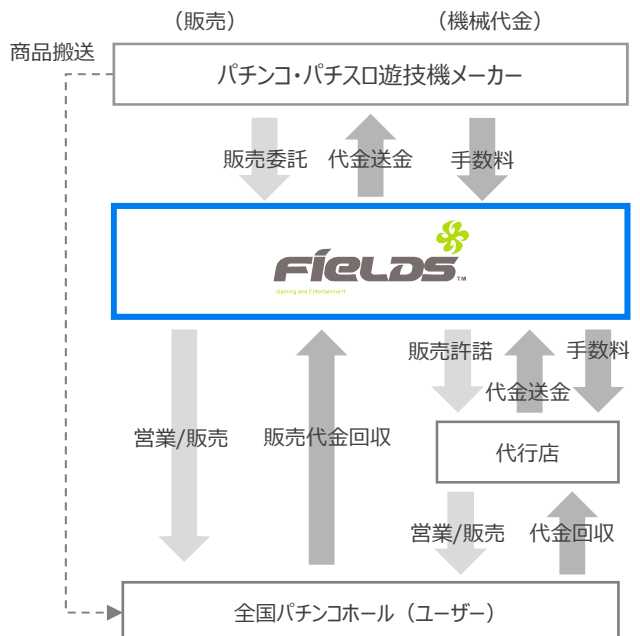 (販売)
(機械代金)
商品搬送
パチンコ・パチスロ遊技機メーカー
販売委託
代金送金
手数料
FIELDS™
Gaming and Entertainment
販売許諾
手数料
代金送金
営業/販売
販売代金回収
代行店
営業/販売
代金回収
全国パチンコホール（ユーザー）